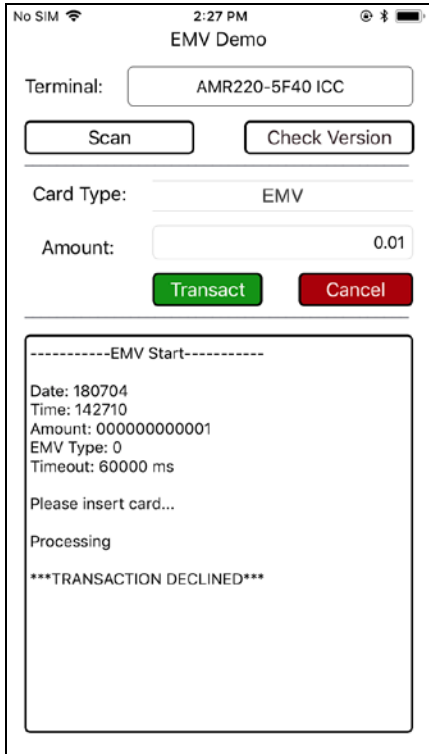 No SIM 2:27 PM
EMV Demo
Terminal: AMR220-5F40 ICC
Scan Check Version
Card Type: EMV
Amount: 0.01
Transact Cancel
-----------EMV Start-----------
Date: 180704
Time: 142710
Amount: 000000000001
EMV Type: 0
Timeout: 60000 ms
Please insert card...
Processing
***TRANSACTION DECLINED***